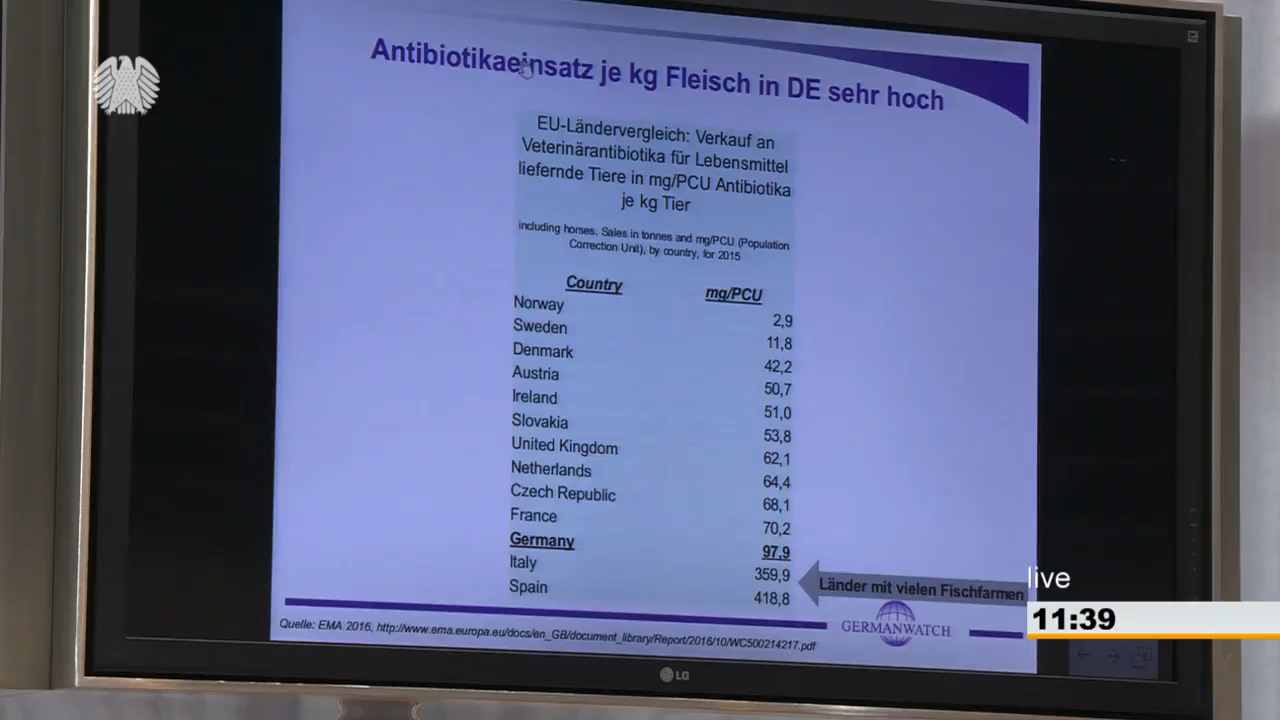 Antibiotikaeinsatz je kg Fleisch in DE sehr hoch
EU-Ländervergleich: Verkauf an
Veterinärantibiotika für Lebensmittel
liefernde Tiere in mg/PCU Antibiotika
je kg Tier
including horses. Sales in tonnes and mg/PCU (Population
Correction Unit), by country, for 2015
Country mg/PCU
Norway 2,9
Sweden 11,8
Denmark 42,2
Austria 50,7
Ireland 51,0
Slovakia 53,8
United Kingdom 62,1
Netherlands 64,4
Czech Republic 68,1
France 70,2
Germany 97,9
Italy 359,9
Spain 418,8
Länder mit vielen Fischfarmen
live
11:39
GERMANWATCH
Quelle: EMA 2016, http://www.ema.europa.eu/docs/en_GB/document_library/Report/2016/10/WC500214217.pdf
LG